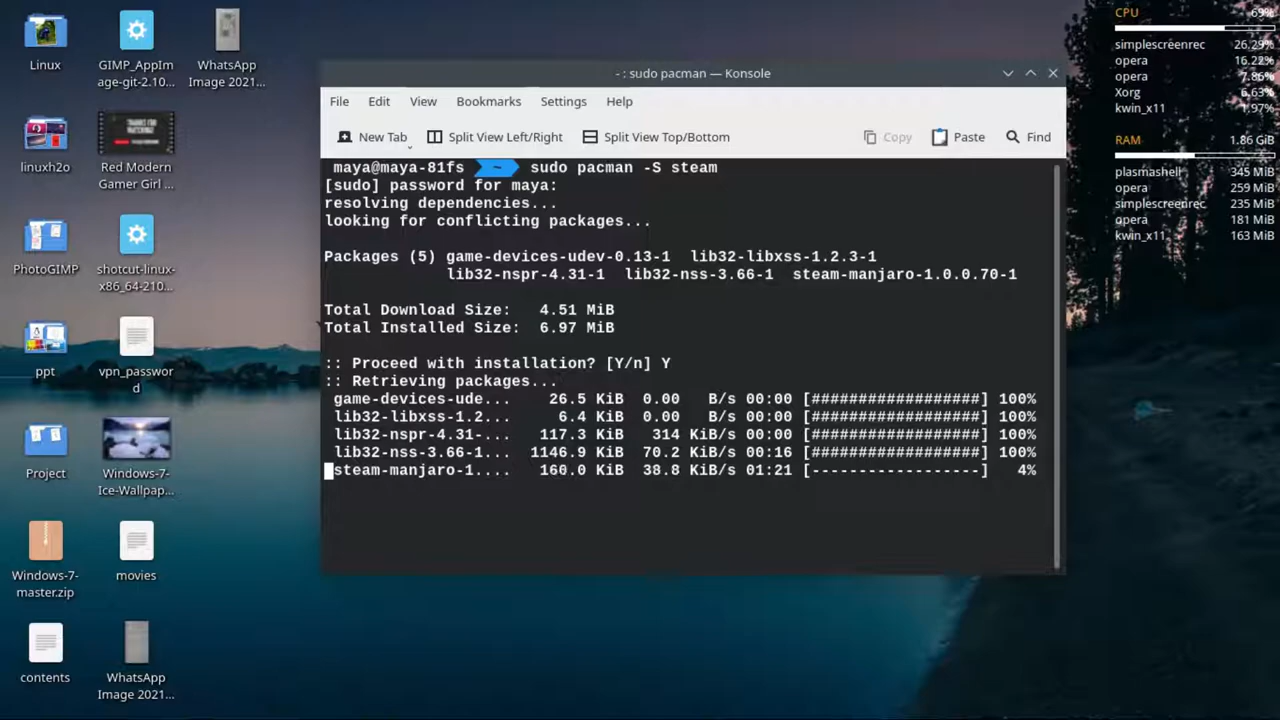 Linux
GIMP_AppIm
age-git-2.10...
WhatsApp
Image 2021...
linuxh2o
THANKS FOR
WATCHING!
Red Modern
Gamer Girl ...
PhotoGIMP
shotcut-linux-
x86_64-210...
ppt
vpn_passwor
d
Project
Windows-7-
Ice-Wallpap...
Windows-7-
master.zip
movies
contents
WhatsApp
Image 2021...
- : sudo pacman — Konsole
File Edit View Bookmarks Settings Help
New Tab Split View Left/Right Split View Top/Bottom Copy Paste Find
maya@maya-81fs ~ sudo pacman -S steam
[sudo] password for maya:
resolving dependencies...
looking for conflicting packages...
Packages (5) game-devices-udev-0.13-1 lib32-libxss-1.2.3-1
lib32-nspr-4.31-1 lib32-nss-3.66-1 steam-manjaro-1.0.0.70-1
Total Download Size: 4.51 MiB
Total Installed Size: 6.97 MiB
:: Proceed with installation? [Y/n] Y
:: Retrieving packages...
game-devices-ude... 26.5 KiB 0.00 B/s 00:00 [##################] 100%
lib32-libxss-1.2... 6.4 KiB 0.00 B/s 00:00 [##################] 100%
lib32-nspr-4.31-... 117.3 KiB 314 KiB/s 00:00 [##################] 100%
lib32-nss-3.66-1... 1146.9 KiB 70.2 KiB/s 00:16 [##################] 100%
steam-manjaro-1.... 160.0 KiB 38.8 KiB/s 01:21 [------------------] 4%
CPU 69%
simplescreenrec 26.29%
opera 16.22%
opera 7.86%
Xorg 6.63%
kwin_x11 1.97%
RAM 1.86 GiB
plasmashell 345 MiB
opera 259 MiB
simplescreenrec 235 MiB
opera 181 MiB
kwin_x11 163 MiB